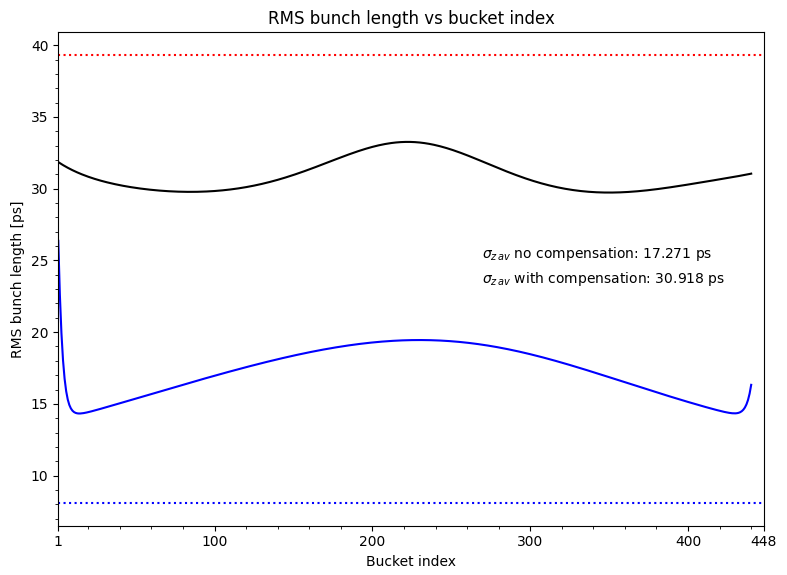 RMS bunch length vs bucket index
40
35
30
25
20
15
10
RMS bunch length [ps]
σz av no compensation: 17.271 ps
σz av with compensation: 30.918 ps
1 100 200 300 400 448
Bucket index